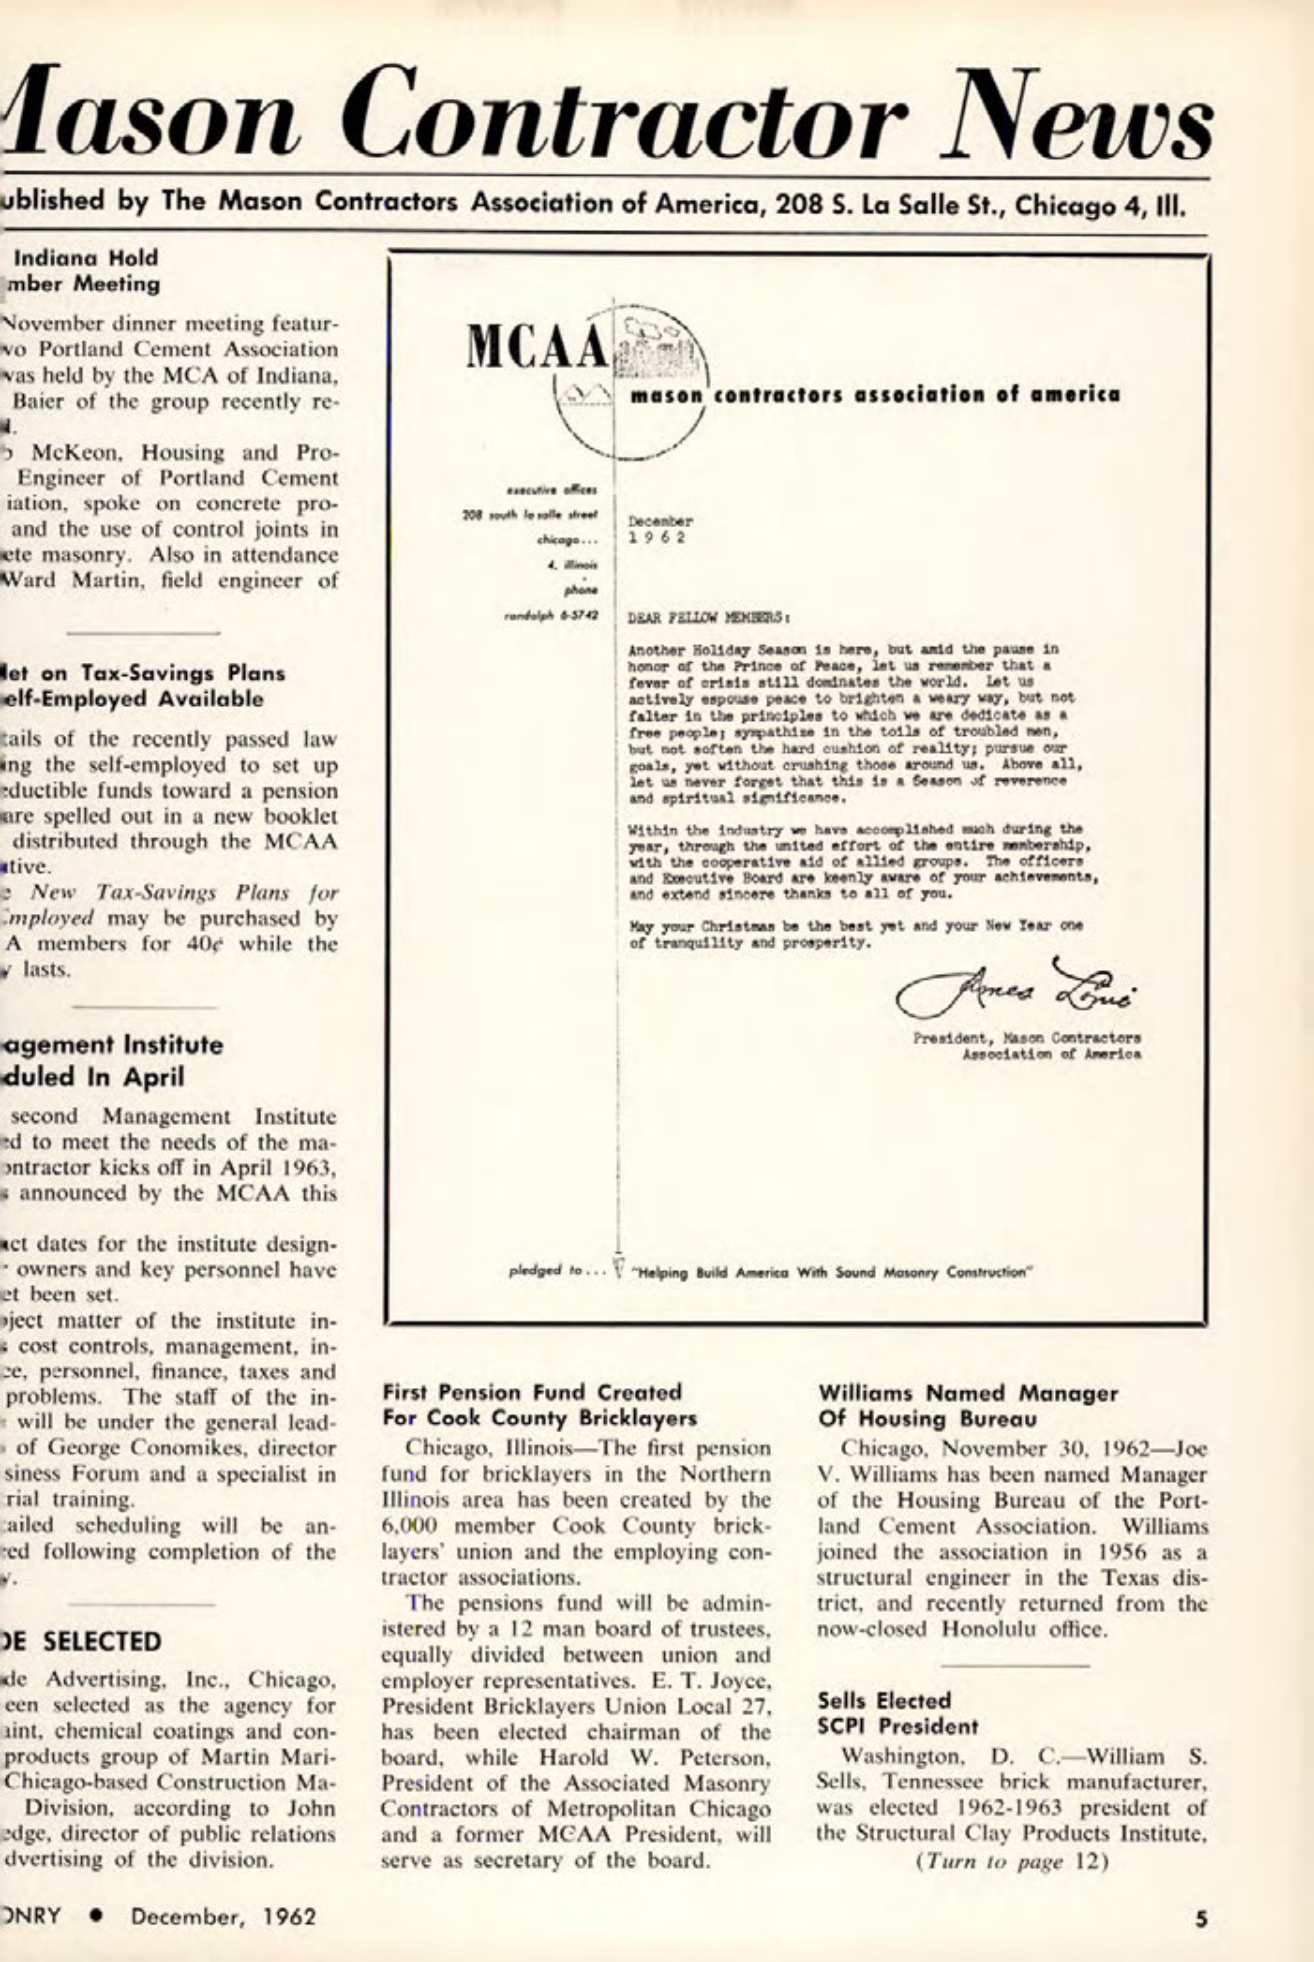 Mason Contractor News
ublished by The Mason Contractors Association of America, 208 S. La Salle St., Chicago 4, Ill.
Indiana Hold
mber Meeting
November dinner meeting featur-
wo Portland Cement Association
was held by the MCA of Indiana,
Baier of the group recently re-
d.
McKeon, Housing and Pro-
Engineer of Portland Cement
iation, spoke on concrete pro-
and the use of control joints in
ete masonry. Also in attendance
Ward Martin, field engineer of
let on Tax-Savings Plans
elf-Employed Available
tails of the recently passed law
ing the self-employed to set up
eductible funds toward a pension
are spelled out in a new booklet
distributed through the MCAA
ative.
e New Tax-Savings Plans for
Employed may be purchased by
A members for 40¢ while the
y lasts.
agement Institute
duled In April
second Management Institute
ed to meet the needs of the ma-
ontractor kicks off in April 1963,
s announced by the MCAA this
act dates for the institute design-
r owners and key personnel have
et been set.
bject matter of the institute in-
s cost controls, management, in-
ce, personnel, finance, taxes and
problems. The staff of the in-
e will be under the general lead-
of George Conomikes, director
siness Forum and a specialist in
rial training.
ailed scheduling will be an-
ced following completion of the
y.
DE SELECTED
de Advertising, Inc., Chicago,
een selected as the agency for
aint, chemical coatings and con-
products group of Martin Mari-
Chicago-based Construction Ma-
Division, according to John
edge, director of public relations
dvertising of the division.
MCAA
mason contractors association of america
executive offices
208 south la salle street
chicago...
4, illinois
phone
randolph 6-5742
December
1962
DEAR FELLOW MEMBERS:
Another Holiday Season is here, but amid the pause in
honor of the Prince of Peace, let us remember that a
fever of crisis still dominates the world. Let us
actively espouse peace to brighten a weary way, but not
falter in the principles to which we are dedicate as a
free people; sympathize in the toils of troubled men,
but not soften the hard cushion of reality; pursue our
goals, yet without crushing those around us. Above all,
let us never forget that this is a Season of reverence
and spiritual significance.
Within the industry we have accomplished much during the
year, through the united effort of the entire membership,
with the cooperative aid of allied groups. The officers
and Executive Board are keenly aware of your achievements,
and extend sincere thanks to all of you.
May your Christmas be the best yet and your New Year one
of tranquility and prosperity.
President, Mason Contractors
Association of America
pledged to... "Helping Build America With Sound Masonry Construction"
First Pension Fund Created
For Cook County Bricklayers
Chicago, Illinois—The first pension
fund for bricklayers in the Northern
Illinois area has been created by the
6,000 member Cook County brick-
layers' union and the employing con-
tractor associations.
The pensions fund will be admin-
istered by a 12 man board of trustees,
equally divided between union and
employer representatives. E. T. Joyce,
President Bricklayers Union Local 27,
has been elected chairman of the
board, while Harold W. Peterson,
President of the Associated Masonry
Contractors of Metropolitan Chicago
and a former MCAA President, will
serve as secretary of the board.
Williams Named Manager
Of Housing Bureau
Chicago, November 30, 1962—Joe
V. Williams has been named Manager
of the Housing Bureau of the Port-
land Cement Association. Williams
joined the association in 1956 as a
structural engineer in the Texas dis-
trict, and recently returned from the
now-closed Honolulu office.
Sells Elected
SCPI President
Washington, D. C.—William S.
Sells, Tennessee brick manufacturer,
was elected 1962-1963 president of
the Structural Clay Products Institute,
(Turn to page 12)
ONRY • December, 1962
5